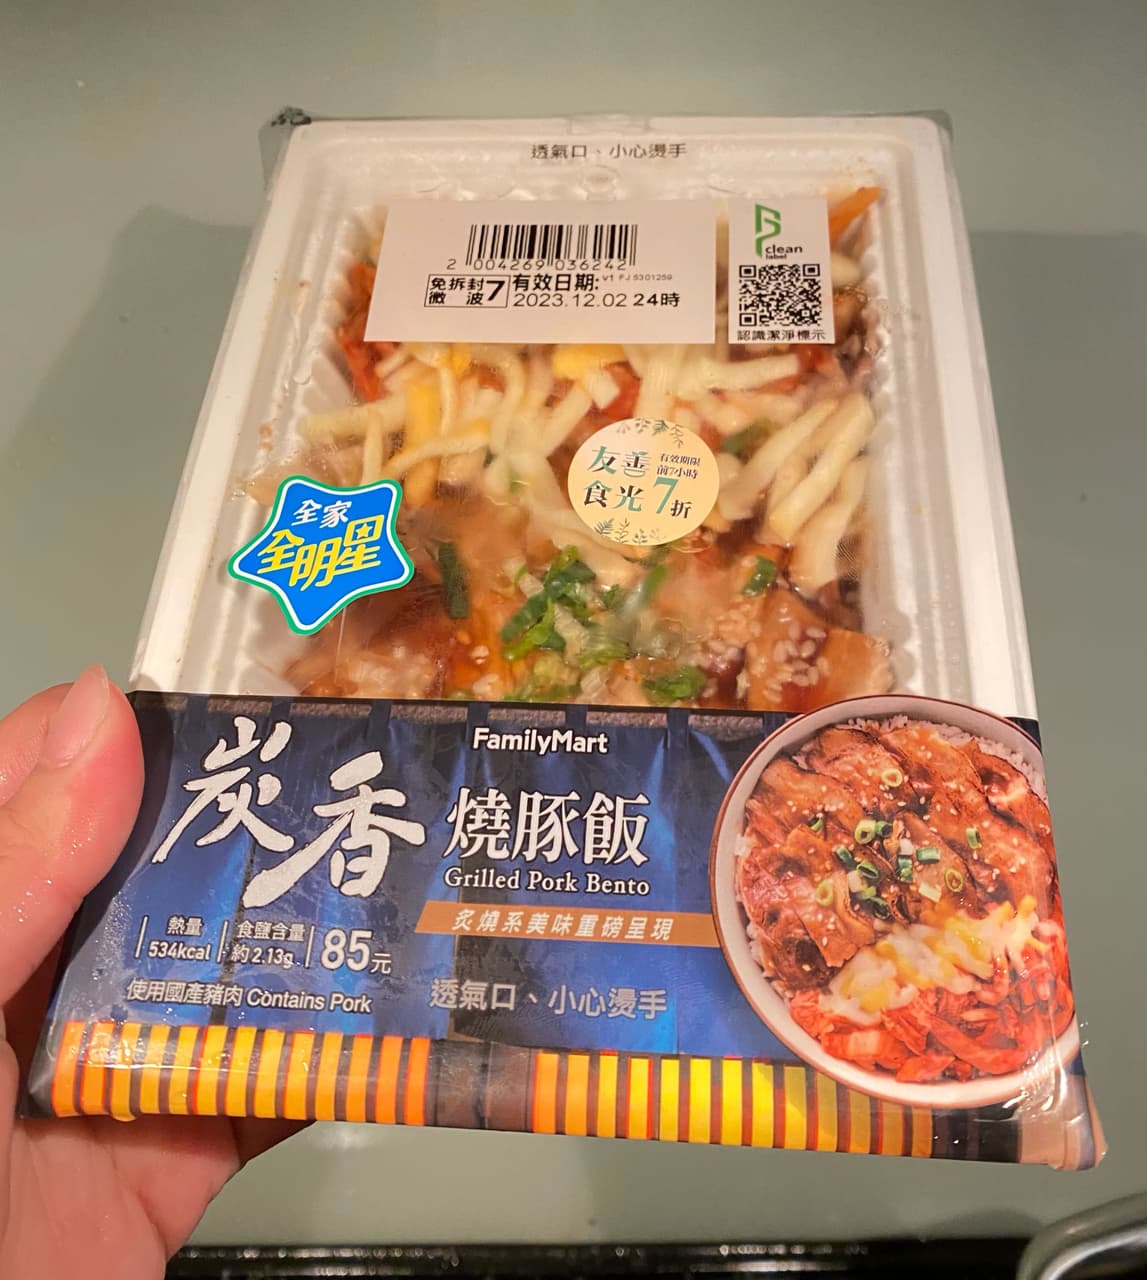 透氣口、小心燙手
2 004269 036242
免拆封 微波 7
有效日期: V1 FJ 5301259
2023.12.02 24時
clean
label
認識潔淨標示
友善 有效期限
前7小時
食光 7折
全家
全明星
FamilyMart
炭香
燒豚飯
Grilled Pork Bento
炙燒系美味重磅呈現
熱量 食鹽含量
534kcal 約2.13g 85元
使用國產豬肉 Contains Pork
透氣口、小心燙手